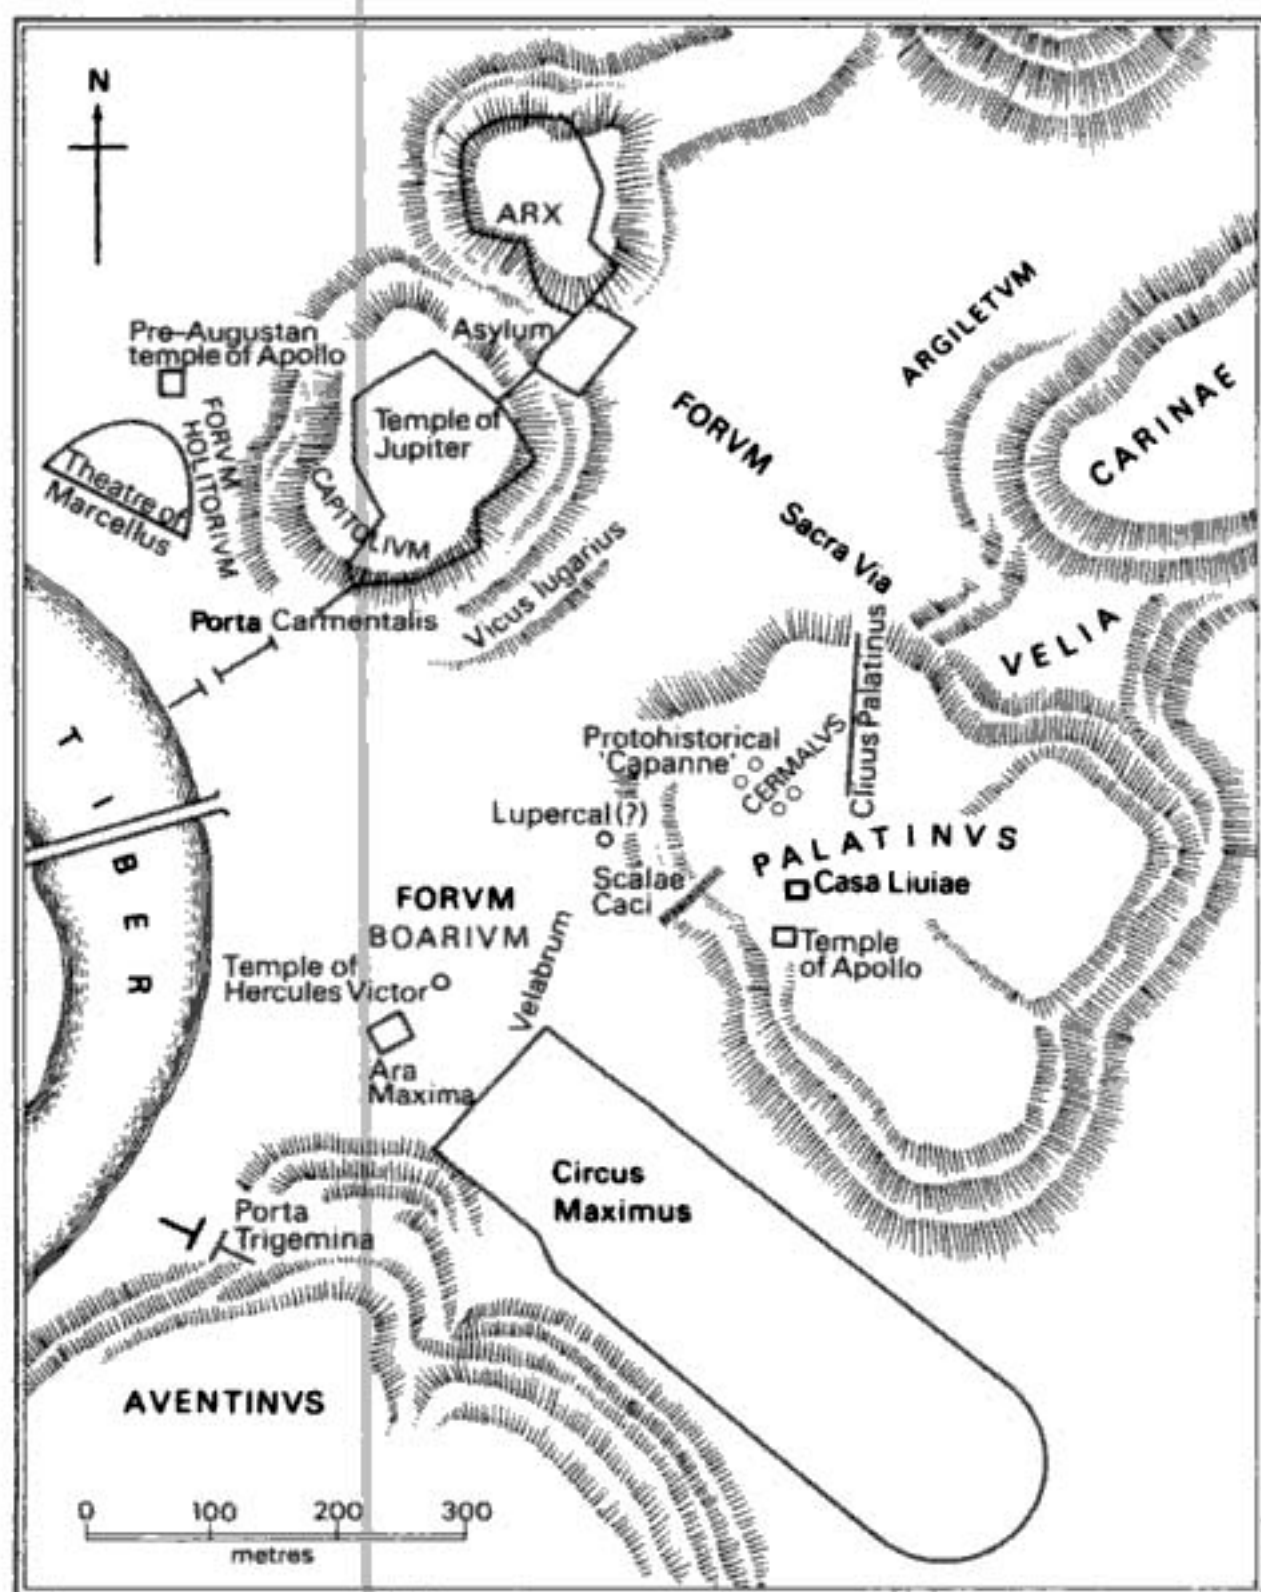 N
ARX
ARGILETVM
Pre-Augustan
temple of Apollo
Asylum
FORVM
CARINAE
Temple of
Jupiter
FORVM
HOLITORIVM
Theatre of
Marcellus
CAPITOLIVM
Sacra Via
Vicus Iugarius
Porta Carmentalis
VELIA
Cliuus Palatinus
TIBER
Protohistorical
'Capanne'
CERMALVS
Lupercal (?)
PALATINVS
Scalae
Caci
Casa Liuiae
FORVM
BOARIVM
Velabrum
Temple
of Apollo
Temple of
Hercules Victor
Ara
Maxima
Circus
Maximus
Porta
Trigemina
AVENTINVS
0 100 200 300
metres